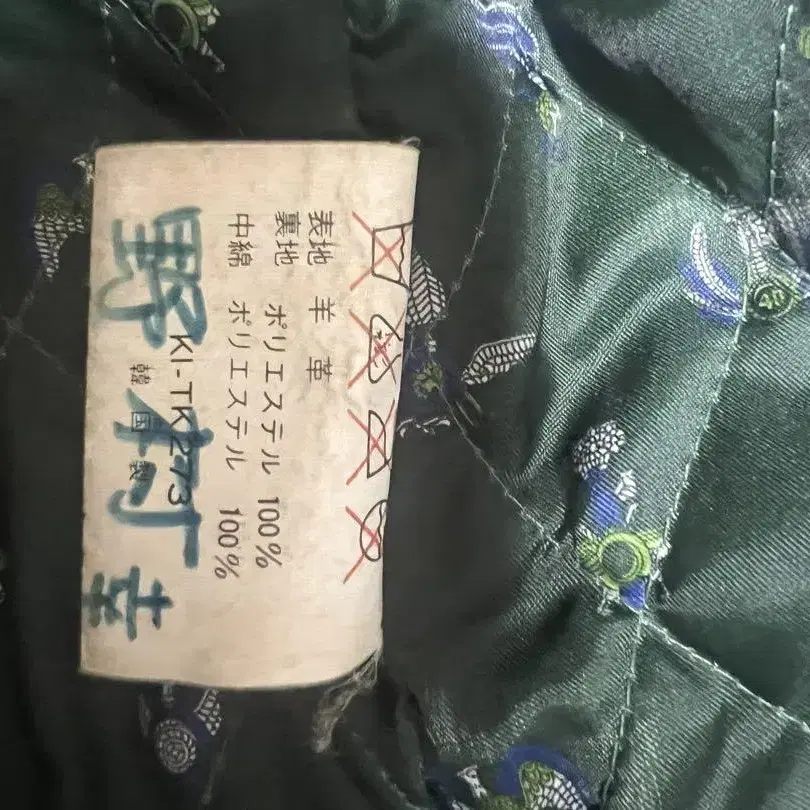 表地 羊革
裏地 ポリエステル 100%
中綿 ポリエステル 100%
KI-TK273
韓国製
野村幸